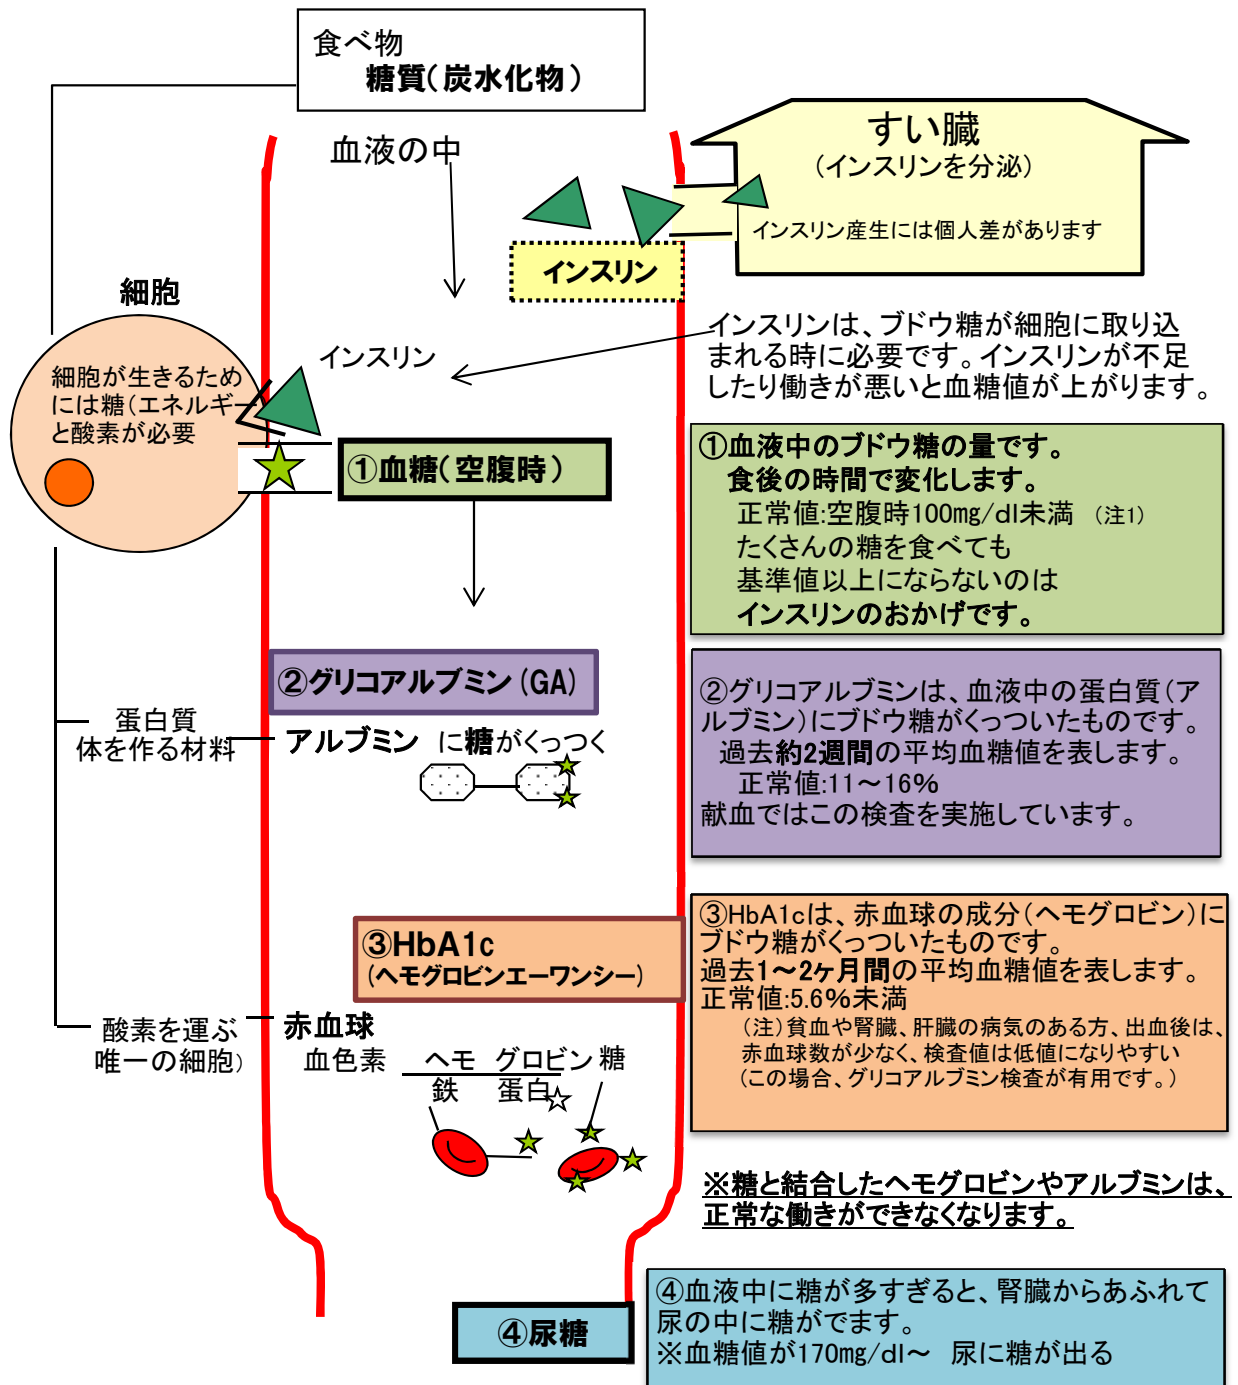 食べ物
糖質(炭水化物)
血液の中
すい臓
(インスリンを分泌)
インスリン産生には個人差があります
インスリン
細胞
インスリンは、ブドウ糖が細胞に取り込
まれる時に必要です。インスリンが不足
したり働きが悪いと血糖値が上がります。
インスリン
細胞が生きるため
には糖(エネルギー
と酸素が必要
①血糖(空腹時)
①血液中のブドウ糖の量です。
食後の時間で変化します。
正常値:空腹時100mg/dl未満 (注1)
たくさんの糖を食べても
基準値以上にならないのは
インスリンのおかげです。
②グリコアルブミン(GA)
②グリコアルブミンは、血液中の蛋白質(ア
ルブミン)にブドウ糖がくっついたものです。
過去約2週間の平均血糖値を表します。
正常値:11～16%
献血ではこの検査を実施しています。
蛋白質
体を作る材料
アルブミン に糖がくっつく
③HbA1c
(ヘモグロビンエーワンシー)
③HbA1cは、赤血球の成分(ヘモグロビン)に
ブドウ糖がくっついたものです。
過去1～2ヶ月間の平均血糖値を表します。
正常値:5.6%未満
(注)貧血や腎臓、肝臓の病気のある方、出血後は、
赤血球数が少なく、検査値は低値になりやすい
(この場合、グリコアルブミン検査が有用です。)
酸素を運ぶ
唯一の細胞)
赤血球
血色素 ヘモ グロビン 糖
鉄 蛋白
※糖と結合したヘモグロビンやアルブミンは、
正常な働きができなくなります。
④尿糖
④血液中に糖が多すぎると、腎臓からあふれて
尿の中に糖がでます。
※血糖値が170mg/dl～ 尿に糖が出る